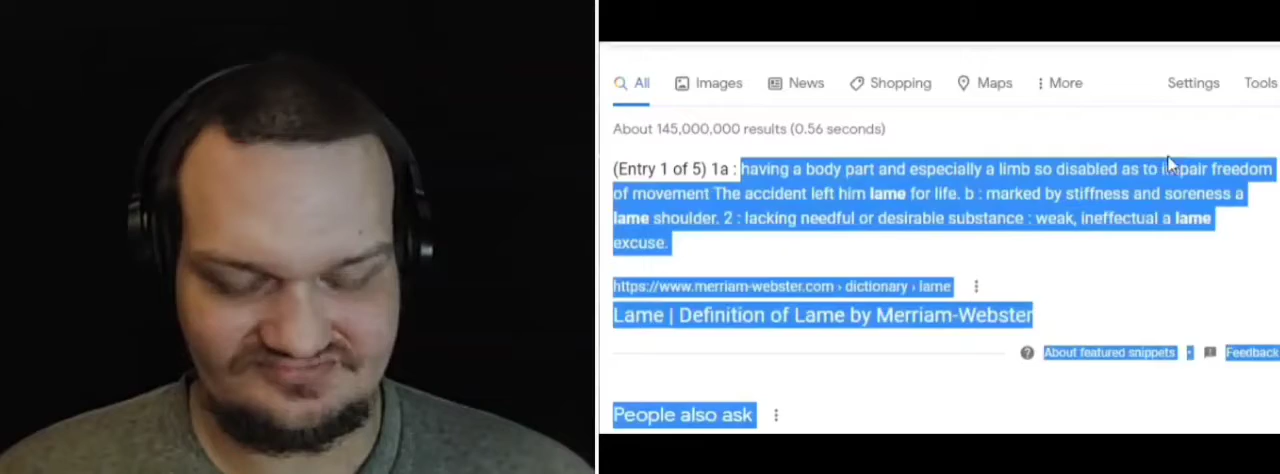 All Images News Shopping Maps More Settings Tools
About 145,000,000 results (0.56 seconds)
(Entry 1 of 5) 1a : having a body part and especially a limb so disabled as to impair freedom
of movement The accident left him lame for life. b : marked by stiffness and soreness a
lame shoulder. 2 : lacking needful or desirable substance : weak, ineffectual a lame
excuse.
https://www.merriam-webster.com › dictionary › lame
Lame | Definition of Lame by Merriam-Webster
About featured snippets • Feedback
People also ask